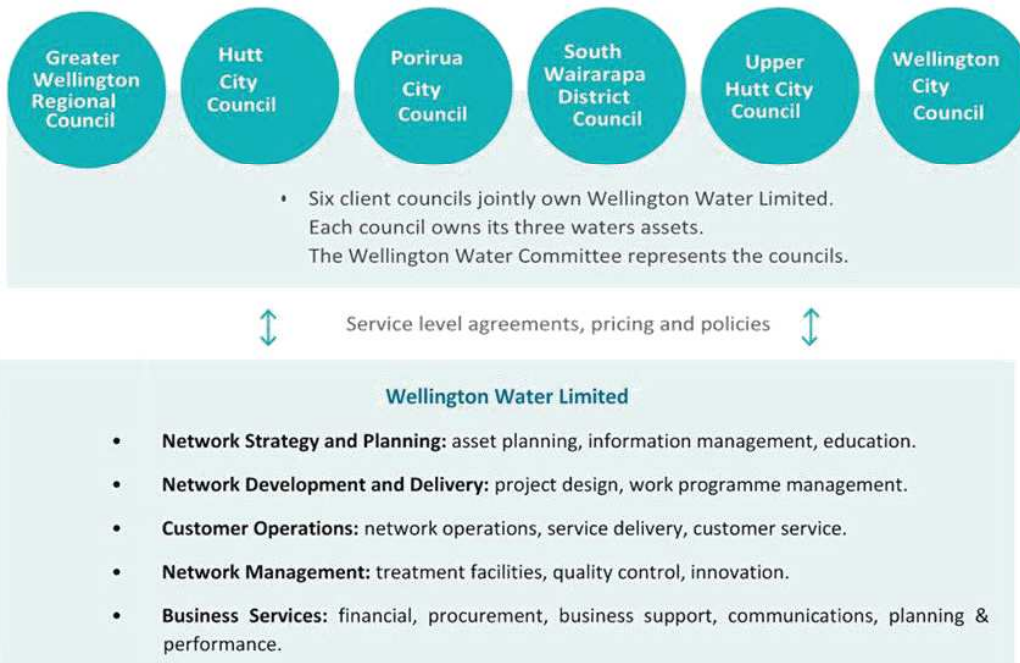 Greater
Wellington
Regional
Council
Hutt
City
Council
Porirua
City
Council
South
Wairarapa
District
Council
Upper
Hutt City
Council
Wellington
City
Council
• Six client councils jointly own Wellington Water Limited.
Each council owns its three waters assets.
The Wellington Water Committee represents the councils.
Service level agreements, pricing and policies
Wellington Water Limited
• Network Strategy and Planning: asset planning, information management, education.
• Network Development and Delivery: project design, work programme management.
• Customer Operations: network operations, service delivery, customer service.
• Network Management: treatment facilities, quality control, innovation.
• Business Services: financial, procurement, business support, communications, planning &
performance.